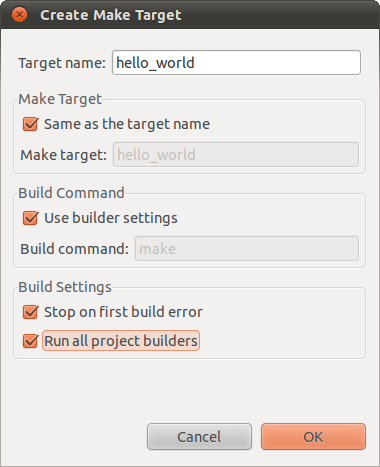 Create Make Target
Target name: hello_world
Make Target
Same as the target name
Make target: hello_world
Build Command
Use builder settings
Build command: make
Build Settings
Stop on first build error
Run all project builders
Cancel OK